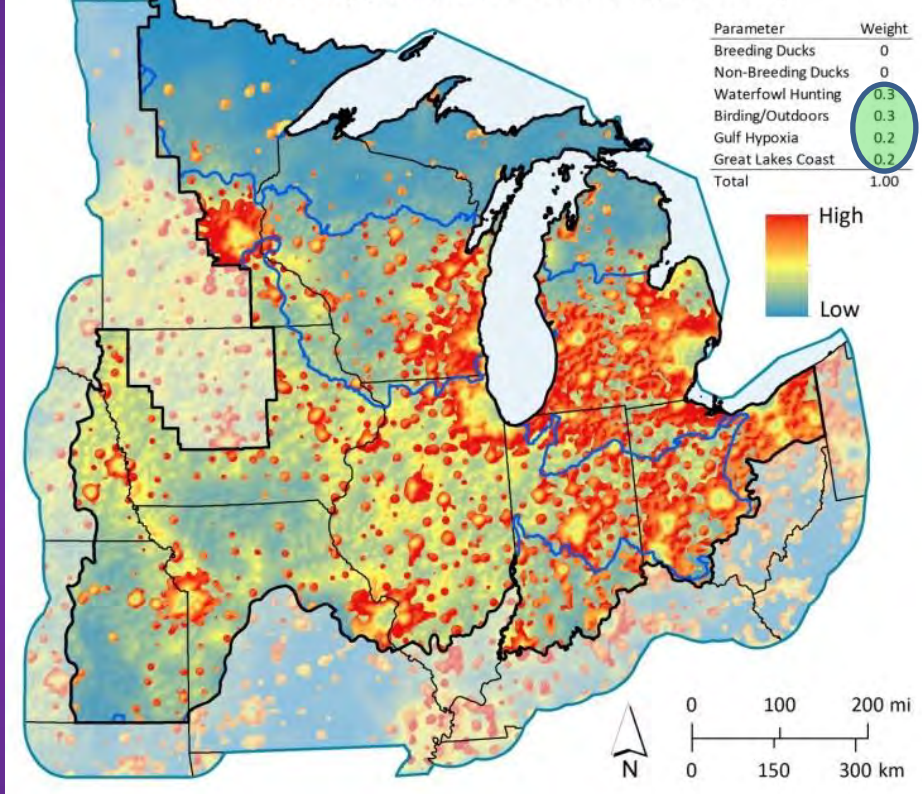 Parameter Weight
Breeding Ducks 0
Non-Breeding Ducks 0
Waterfowl Hunting 0.3
Birding/Outdoors 0.3
Gulf Hypoxia 0.2
Great Lakes Coast 0.2
Total 1.00
High
Low
0 100 200 mi
N
0 150 300 km